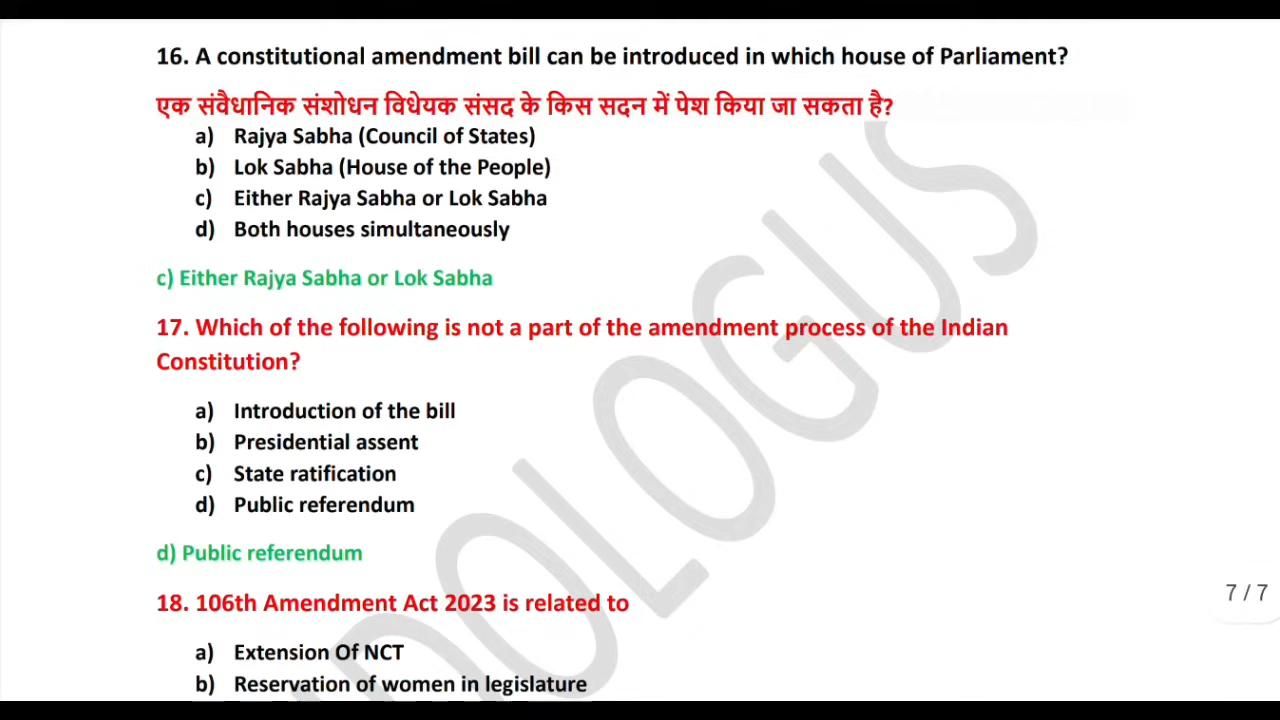 16. A constitutional amendment bill can be introduced in which house of Parliament?
एक संवैधानिक संशोधन विधेयक संसद के किस सदन में पेश किया जा सकता है?
a) Rajya Sabha (Council of States)
b) Lok Sabha (House of the People)
c) Either Rajya Sabha or Lok Sabha
d) Both houses simultaneously
c) Either Rajya Sabha or Lok Sabha
17. Which of the following is not a part of the amendment process of the Indian
Constitution?
a) Introduction of the bill
b) Presidential assent
c) State ratification
d) Public referendum
d) Public referendum
7 / 7
18. 106th Amendment Act 2023 is related to
a) Extension Of NCT
b) Reservation of women in legislature